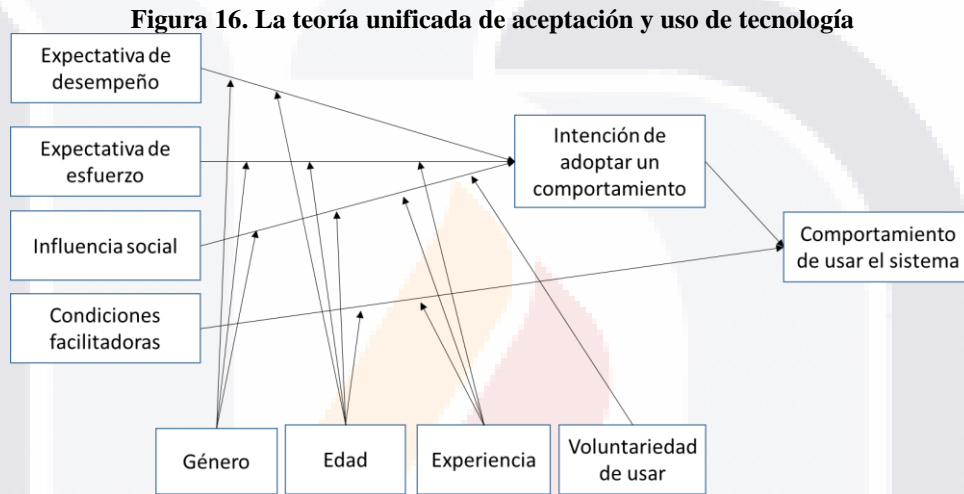 Figura 16. La teoría unificada de aceptación y uso de tecnología
Expectativa de
desempeño
Expectativa de
esfuerzo
Influencia social
Condiciones
facilitadoras
Intención de
adoptar un
comportamiento
Comportamiento
de usar el sistema
Género
Edad
Experiencia
Voluntariedad
de usar